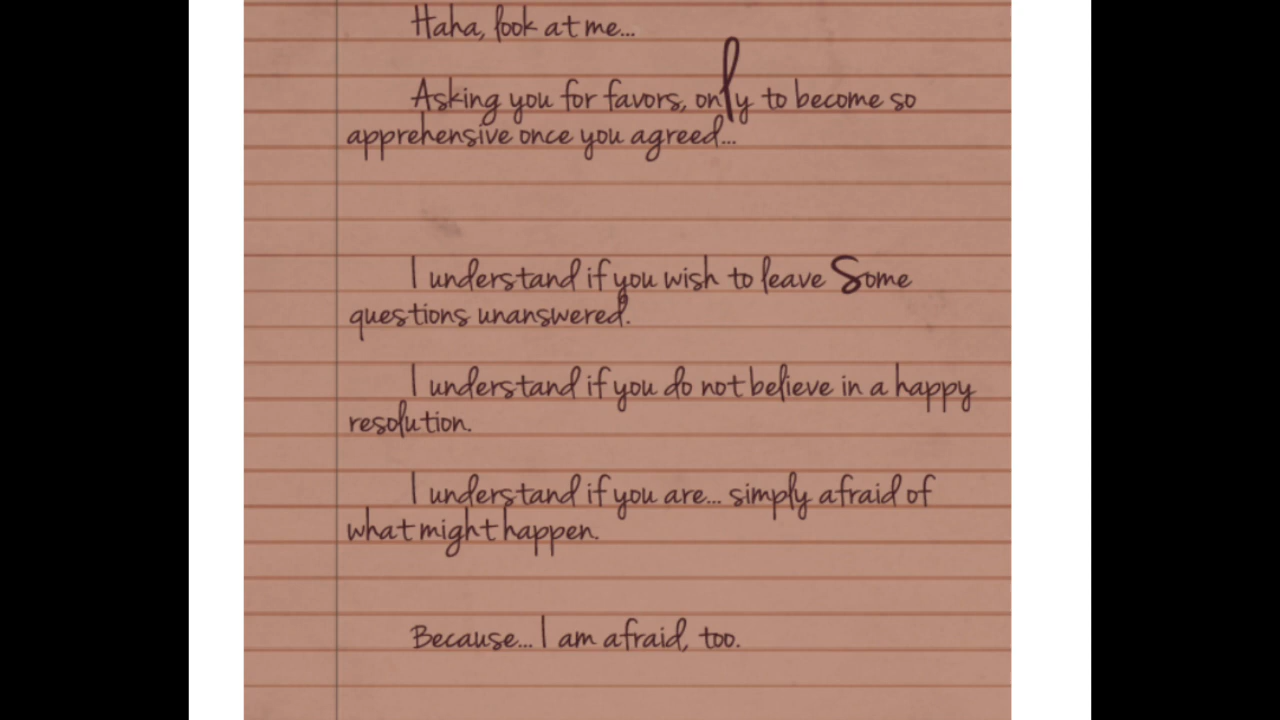 Haha, look at me...
Asking you for favors, only to become so
apprehensive once you agreed...
I understand if you wish to leave Some
questions unanswered.
I understand if you do not believe in a happy
resolution.
I understand if you are... simply afraid of
what might happen.
Because... I am afraid, too.